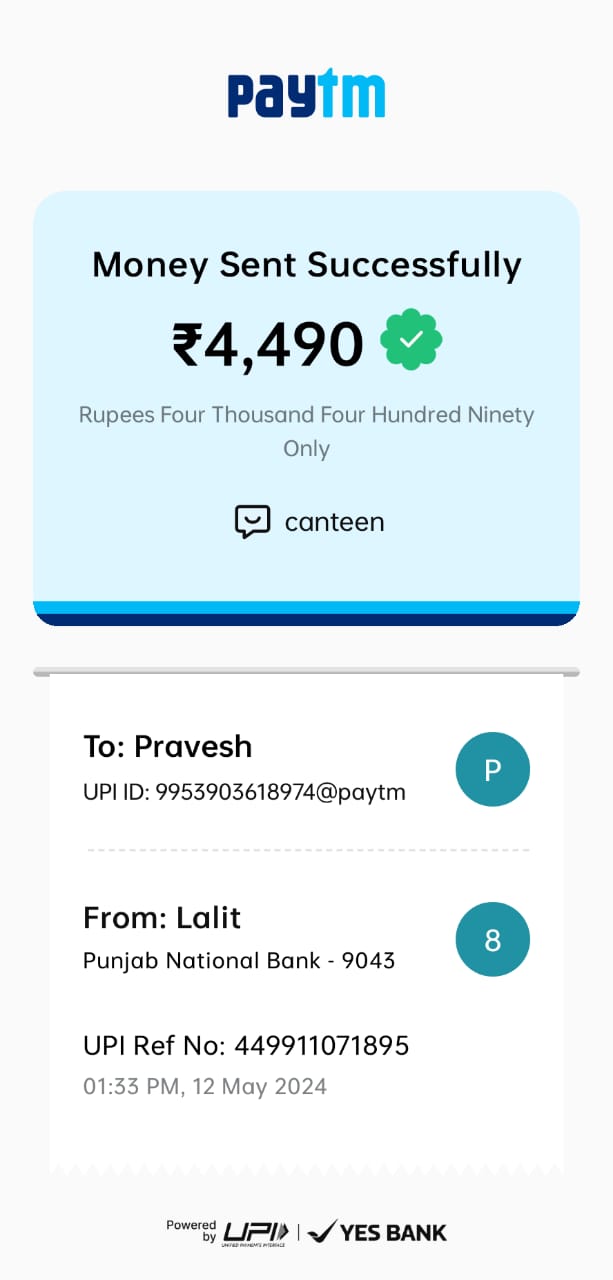 paytm
Money Sent Successfully
₹4,490
Rupees Four Thousand Four Hundred Ninety
Only
canteen
To: Pravesh
UPI ID: 9953903618974@paytm
P
From: Lalit
Punjab National Bank - 9043
8
UPI Ref No: 449911071895
01:33 PM, 12 May 2024
Powered
by
UPI
UNIFIED PAYMENTS INTERFACE
YES BANK